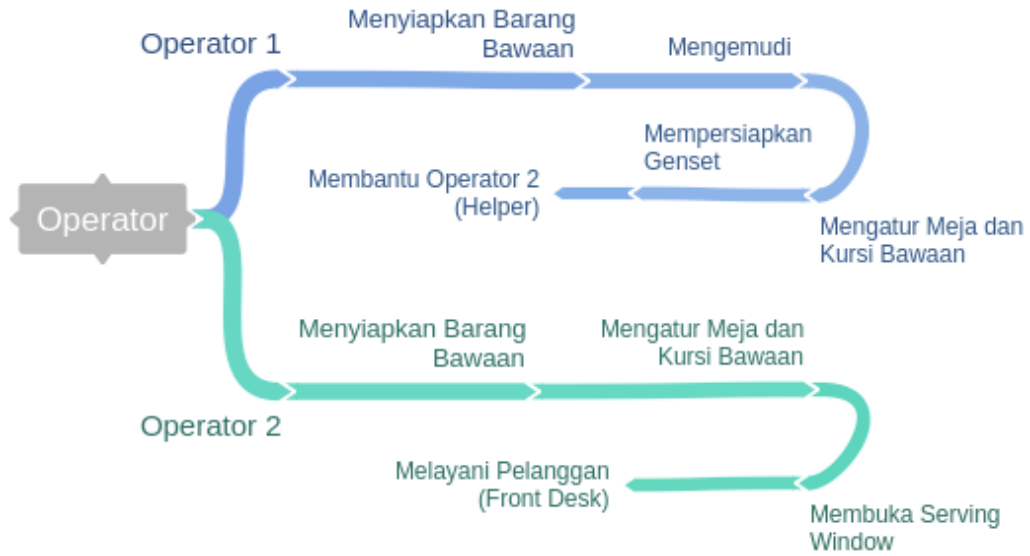 Operator
Operator 1
Menyiapkan Barang
Bawaan
Mengemudi
Mengatur Meja dan
Kursi Bawaan
Mempersiapkan
Genset
Membantu Operator 2
(Helper)
Operator 2
Menyiapkan Barang
Bawaan
Mengatur Meja dan
Kursi Bawaan
Membuka Serving
Window
Melayani Pelanggan
(Front Desk)